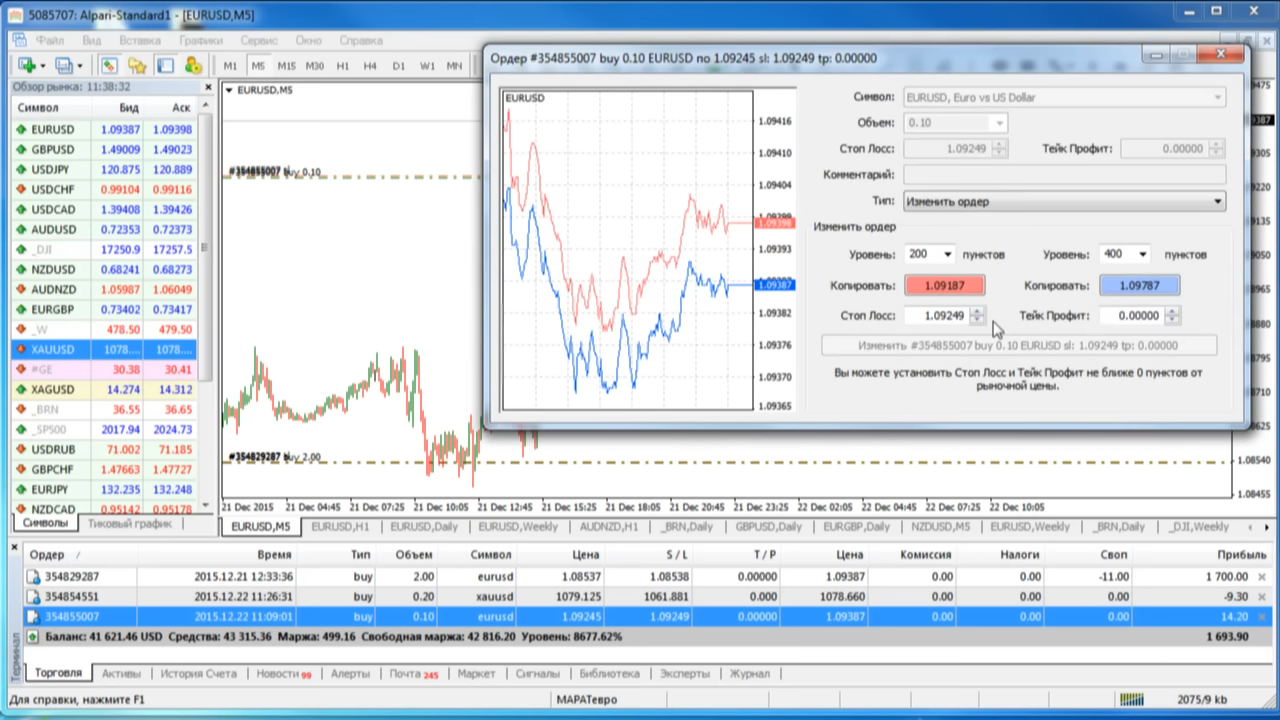 5085707: Alpari-Standard1 - [EURUSD,M5]
Файл Вид Вставка Графики Сервис Окно Справка
M1 M5 M15 M30 H1 H4 D1 W1 MN
Обзор рынка: 11:38:32
Символ Бид Аск
EURUSD 1.09387 1.09398
GBPUSD 1.49009 1.49023
USDJPY 120.875 120.889
USDCHF 0.99104 0.99116
USDCAD 1.39408 1.39426
AUDUSD 0.72353 0.72373
_DJI 17250.9 17257.5
NZDUSD 0.68241 0.68273
AUDNZD 1.05987 1.06049
EURGBP 0.73402 0.73417
_W 478.50 479.50
XAUUSD 1078.... 1078....
#GE 30.38 30.41
XAGUSD 14.274 14.312
_BRN 36.55 36.65
_SP500 2017.94 2024.73
USDRUB 71.002 71.185
GBPCHF 1.47663 1.47727
EURJPY 132.235 132.248
NZDCAD 0.95142 0.95178
Символы Тиковый график
EURUSD,M5
#354855007 buy 0.10
#354829287 buy 2.00
Ордер #354855007 buy 0.10 EURUSD по 1.09245 sl: 1.09249 tp: 0.00000
EURUSD
1.09416
1.09410
1.09404
1.09398
1.09393
1.09387
1.09382
1.09376
1.09370
1.09365
Символ: EURUSD, Euro vs US Dollar
Объем: 0.10
Стоп Лосс: 1.09249 Тейк Профит: 0.00000
Комментарий:
Тип: Изменить ордер
Изменить ордер
Уровень: 200 пунктов Уровень: 400 пунктов
Копировать: 1.09187 Копировать: 1.09787
Стоп Лосс: 1.09249 Тейк Профит: 0.00000
Изменить #354855007 buy 0.10 EURUSD sl: 1.09249 tp: 0.00000
Вы можете установить Стоп Лосс и Тейк Профит не ближе 0 пунктов от
рыночной цены.
9475
9387
9305
9220
9135
9050
8965
8880
8795
8710
8625
1.08540
1.08455
21 Dec 2015 21 Dec 04:05 21 Dec 07:25 21 Dec 10:05 21 Dec 12:45 21 Dec 15:25 21 Dec 18:05 21 Dec 20:45 21 Dec 23:25 22 Dec 02:05 22 Dec 04:45 22 Dec 07:25 22 Dec 10:05
EURUSD,M5 EURUSD,H1 EURUSD,Daily EURUSD,Weekly AUDNZD,H1 _BRN,Daily GBPUSD,Daily EURGBP,Daily NZDUSD,M5 EURUSD,Weekly _BRN,Daily _DJI,Weekly
Ордер Время Тип Объем Символ Цена S / L T / P Цена Комиссия Налоги Своп Прибыль
354829287 2015.12.21 12:33:36 buy 2.00 eurusd 1.08537 1.08538 0.00000 1.09387 0.00 0.00 -11.00 1 700.00
354854551 2015.12.22 11:26:31 buy 0.20 xauusd 1079.125 1061.881 0.000 1078.660 0.00 0.00 0.00 -9.30
354855007 2015.12.22 11:09:01 buy 0.10 eurusd 1.09245 1.09249 0.00000 1.09387 0.00 0.00 0.00 14.20
Баланс: 41 621.46 USD Средства: 43 315.36 Маржа: 499.16 Свободная маржа: 42 816.20 Уровень: 8677.62% 1 693.90
Терминал
Торговля Активы История Счета Новости 99 Алерты Почта 245 Маркет Сигналы Библиотека Эксперты Журнал
Для справки, нажмите F1 МАРАТевро 2075/9 kb